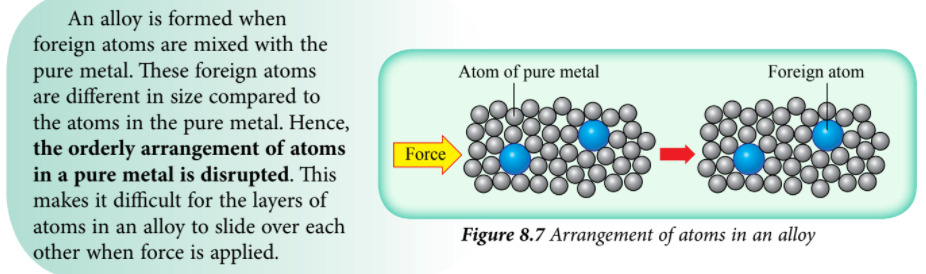 An alloy is formed when
foreign atoms are mixed with the
pure metal. These foreign atoms
are different in size compared to
the atoms in the pure metal. Hence,
the orderly arrangement of atoms
in a pure metal is disrupted. This
makes it difficult for the layers of
atoms in an alloy to slide over each
other when force is applied.
Atom of pure metal
Foreign atom
Force
Figure 8.7 Arrangement of atoms in an alloy